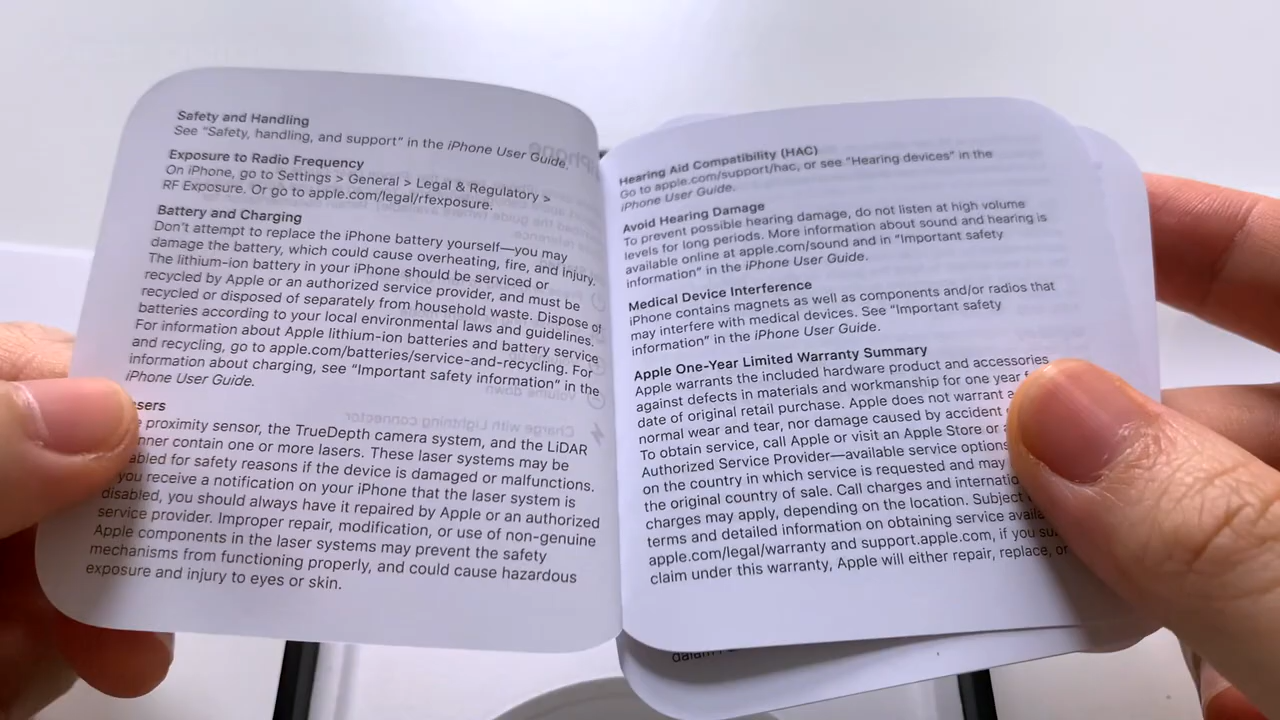 Safety and Handling
See “Safety, handling, and support” in the iPhone User Guide.
Exposure to Radio Frequency
On iPhone, go to Settings > General > Legal & Regulatory >
RF Exposure. Or go to apple.com/legal/rfexposure.
Battery and Charging
Don’t attempt to replace the iPhone battery yourself—you may
damage the battery, which could cause overheating, fire, and injury.
The lithium-ion battery in your iPhone should be serviced or
recycled by Apple or an authorized service provider, and must be
recycled or disposed of separately from household waste. Dispose of
batteries according to your local environmental laws and guidelines.
For information about Apple lithium-ion batteries and battery service
and recycling, go to apple.com/batteries/service-and-recycling. For
information about charging, see “Important safety information” in the
iPhone User Guide.
sers
proximity sensor, the TrueDepth camera system, and the LiDAR
nner contain one or more lasers. These laser systems may be
abled for safety reasons if the device is damaged or malfunctions.
you receive a notification on your iPhone that the laser system is
disabled, you should always have it repaired by Apple or an authorized
service provider. Improper repair, modification, or use of non-genuine
Apple components in the laser systems may prevent the safety
mechanisms from functioning properly, and could cause hazardous
exposure and injury to eyes or skin.
Hearing Aid Compatibility (HAC)
Go to apple.com/support/hac, or see “Hearing devices” in the
iPhone User Guide.
Avoid Hearing Damage
To prevent possible hearing damage, do not listen at high volume
levels for long periods. More information about sound and hearing is
available online at apple.com/sound and in “Important safety
information” in the iPhone User Guide.
Medical Device Interference
iPhone contains magnets as well as components and/or radios that
may interfere with medical devices. See “Important safety
information” in the iPhone User Guide.
Apple One-Year Limited Warranty Summary
Apple warrants the included hardware product and accessories
against defects in materials and workmanship for one year
date of original retail purchase. Apple does not warrant
normal wear and tear, nor damage caused by accident
To obtain service, call Apple or visit an Apple Store or
Authorized Service Provider—available service options
on the country in which service is requested and may
the original country of sale. Call charges and internatio
charges may apply, depending on the location. Subject
terms and detailed information on obtaining service availa
apple.com/legal/warranty and support.apple.com, if you su
claim under this warranty, Apple will either repair, replace, or